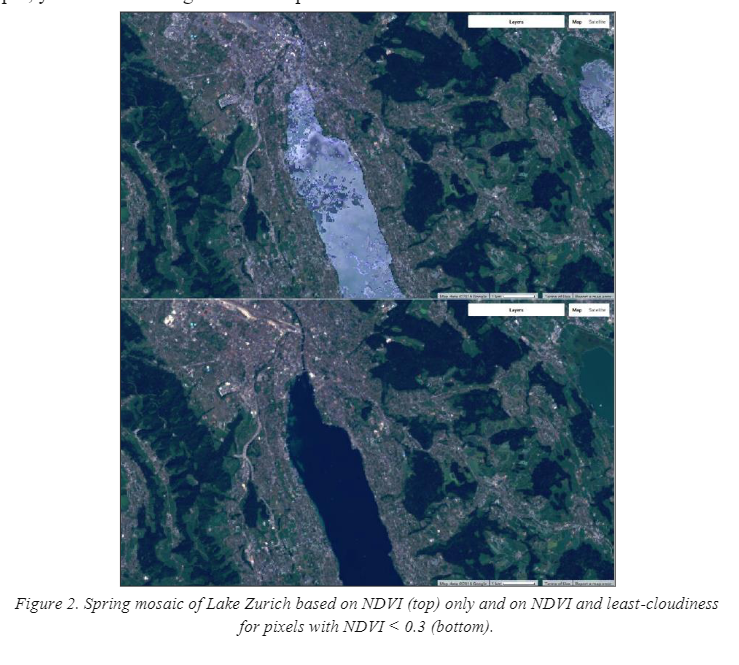 Layers
Map
Satellite
Layers
Map
Satellite
Figure 2. Spring mosaic of Lake Zurich based on NDVI (top) only and on NDVI and least-cloudiness
for pixels with NDVI < 0.3 (bottom).